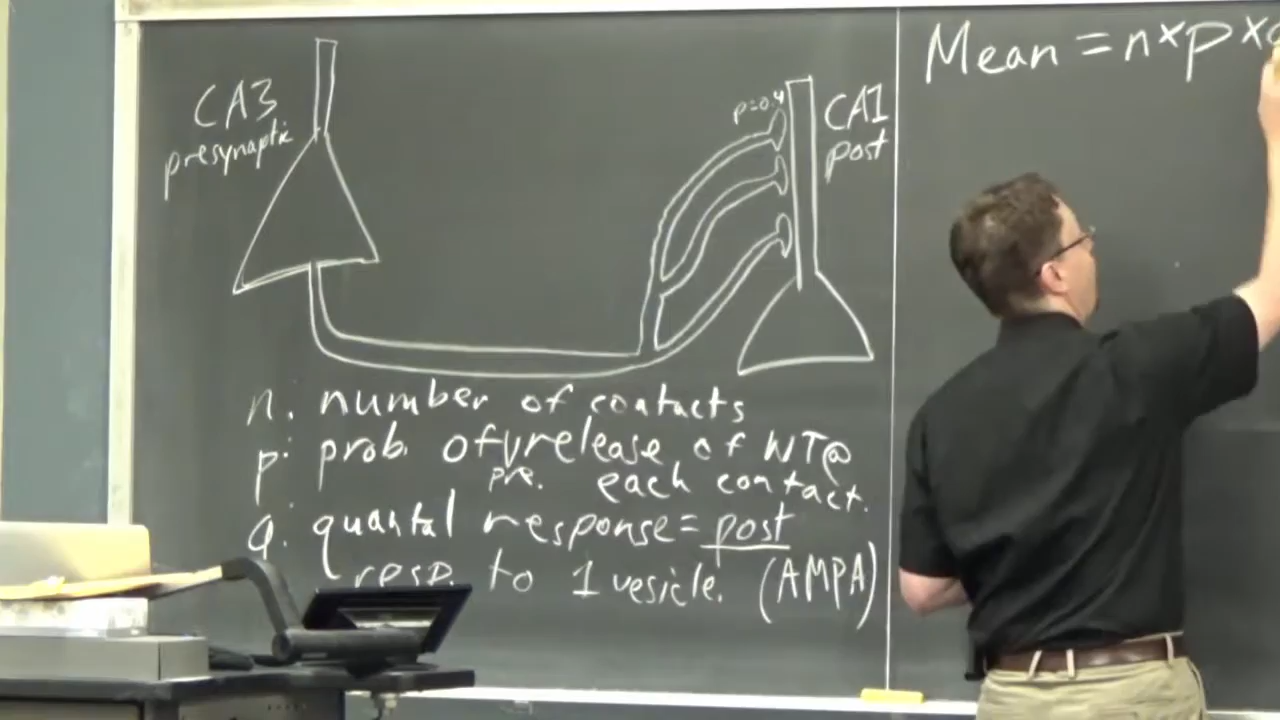 CA3
presynaptic
p=0.4
CA1
post
n. number of contacts
p: prob. of release of NT@
pre. each contact.
q. quantal response = post
resp. to 1 vesicle. (AMPA)
Mean = n×p×q